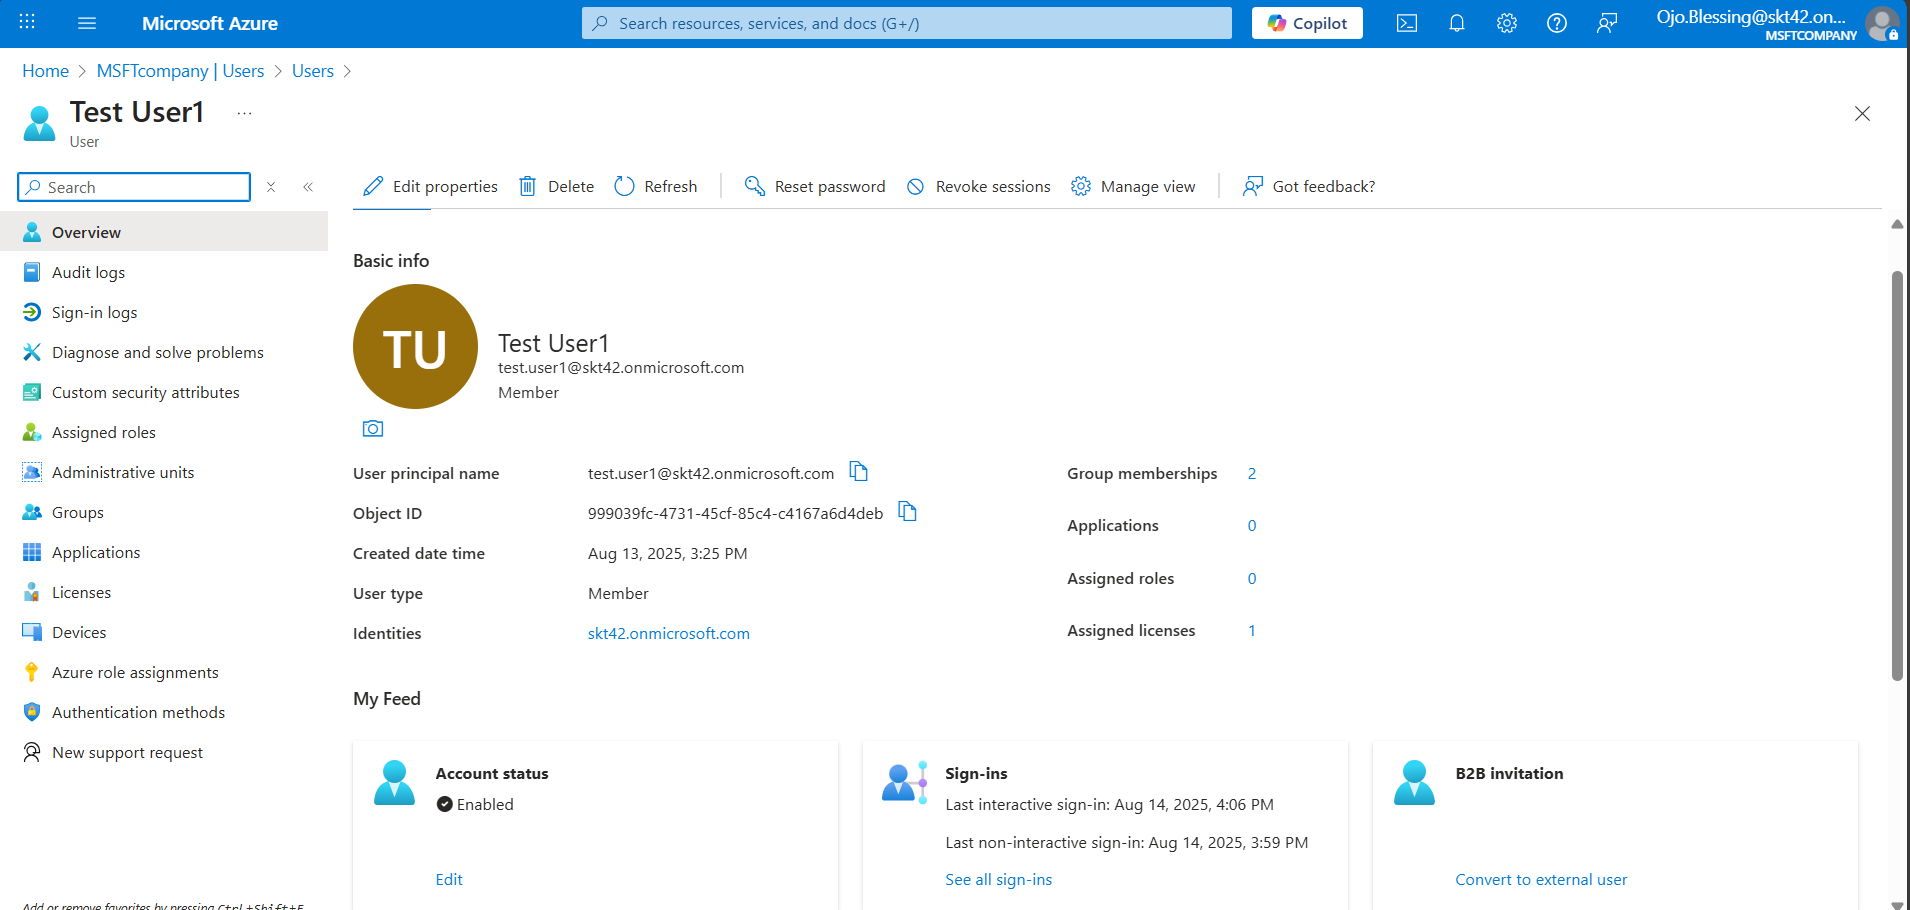 Microsoft Azure
Search resources, services, and docs (G+/)
Copilot
Ojo.Blessing@skt42.on...
MSFTCOMPANY
Home > MSFTcompany | Users > Users >
Test User1 ...
User
Search
Edit properties Delete Refresh Reset password Revoke sessions Manage view Got feedback?
Overview
Audit logs
Sign-in logs
Diagnose and solve problems
Custom security attributes
Assigned roles
Administrative units
Groups
Applications
Licenses
Devices
Azure role assignments
Authentication methods
New support request
Add or remove favorites by pressing Ctrl+Shift+F
Basic info
TU
Test User1
test.user1@skt42.onmicrosoft.com
Member
User principal name test.user1@skt42.onmicrosoft.com
Object ID 999039fc-4731-45cf-85c4-c4167a6d4deb
Created date time Aug 13, 2025, 3:25 PM
User type Member
Identities skt42.onmicrosoft.com
Group memberships 2
Applications 0
Assigned roles 0
Assigned licenses 1
My Feed
Account status
Enabled
Edit
Sign-ins
Last interactive sign-in: Aug 14, 2025, 4:06 PM
Last non-interactive sign-in: Aug 14, 2025, 3:59 PM
See all sign-ins
B2B invitation
Convert to external user